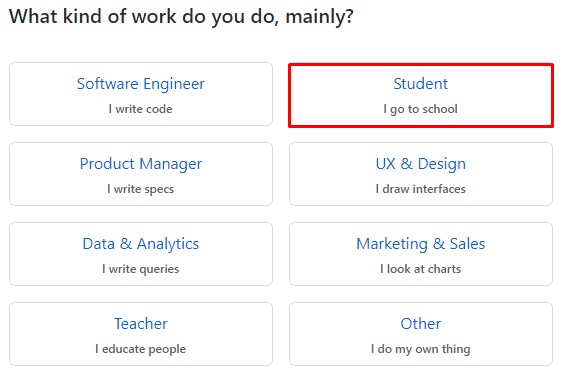 What kind of work do you do, mainly?
Software Engineer
I write code
Student
I go to school
Product Manager
I write specs
UX & Design
I draw interfaces
Data & Analytics
I write queries
Marketing & Sales
I look at charts
Teacher
I educate people
Other
I do my own thing